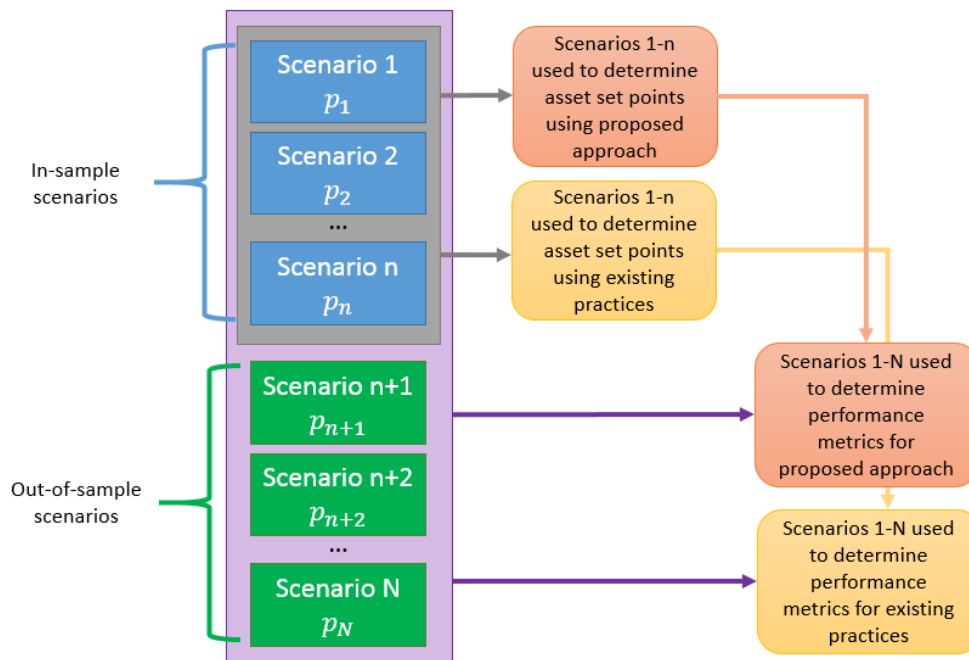 In-sample
scenarios
Scenario 1
p₁
Scenario 2
p₂
...
Scenario n
pₙ
Out-of-sample
scenarios
Scenario n+1
pₙ₊₁
Scenario n+2
pₙ₊₂
...
Scenario N
p_N
Scenarios 1-n
used to determine
asset set points
using proposed
approach
Scenarios 1-n
used to determine
asset set points
using existing
practices
Scenarios 1-N used
to determine
performance
metrics for
proposed approach
Scenarios 1-N used
to determine
performance
metrics for existing
practices